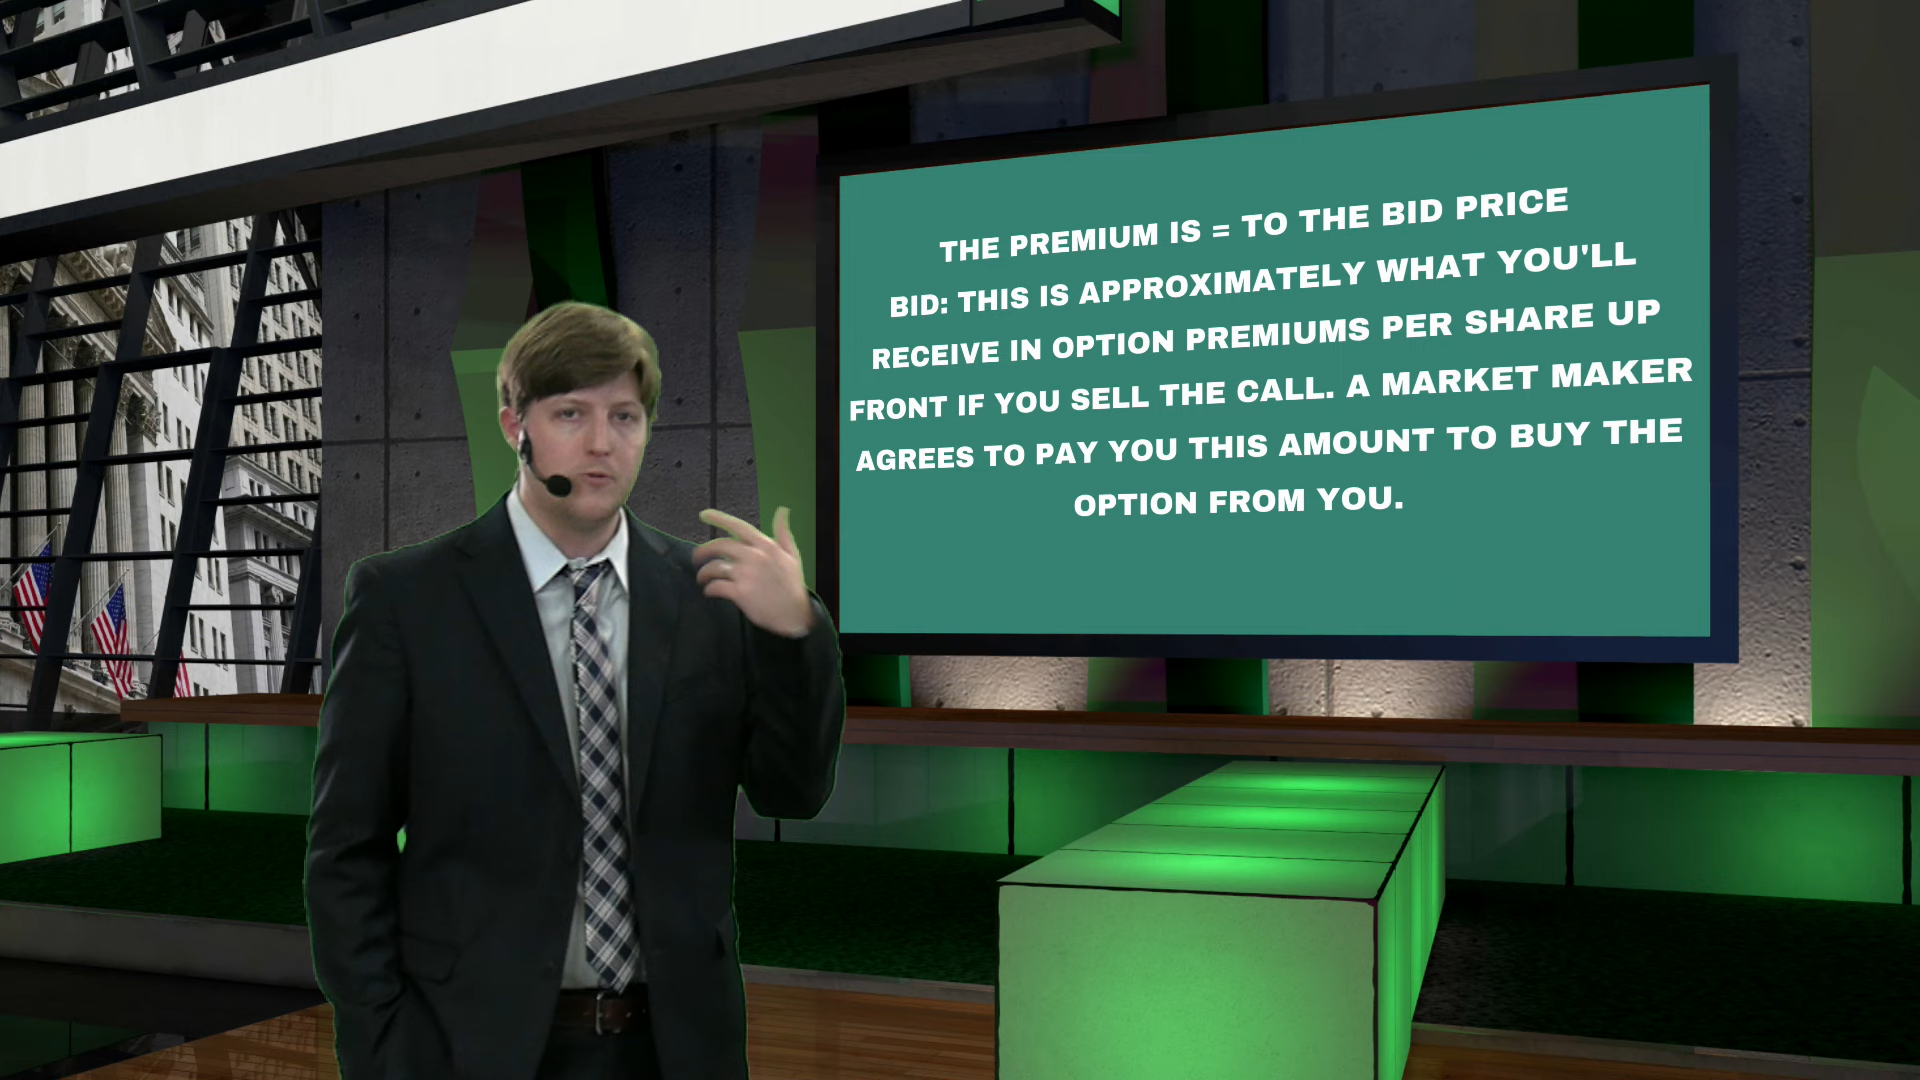 THE PREMIUM IS = TO THE BID PRICE
BID: THIS IS APPROXIMATELY WHAT YOU'LL
RECEIVE IN OPTION PREMIUMS PER SHARE UP
FRONT IF YOU SELL THE CALL. A MARKET MAKER
AGREES TO PAY YOU THIS AMOUNT TO BUY THE
OPTION FROM YOU.